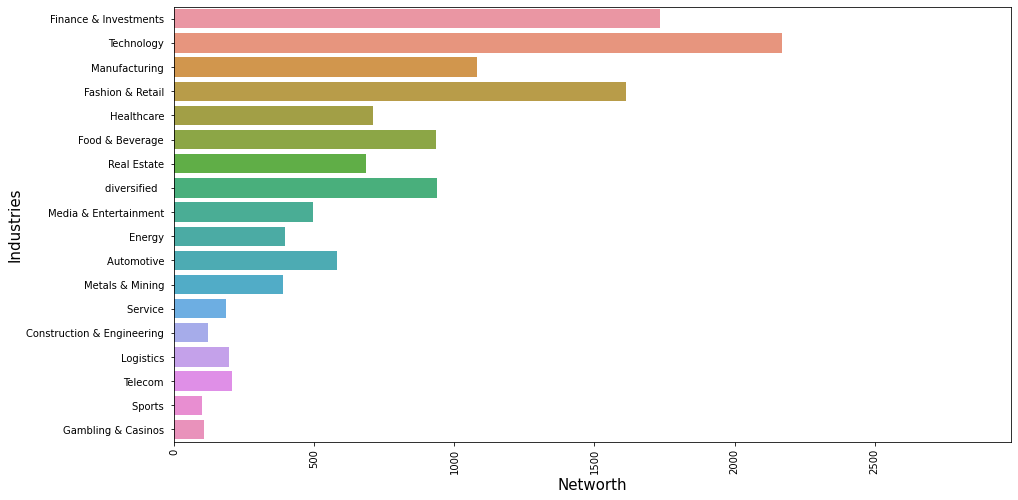 Finance & Investments
Technology
Manufacturing
Fashion & Retail
Healthcare
Food & Beverage
Real Estate
diversified
Media & Entertainment
Energy
Automotive
Metals & Mining
Service
Construction & Engineering
Logistics
Telecom
Sports
Gambling & Casinos
Industries
0
500
1000
1500
2000
2500
Networth